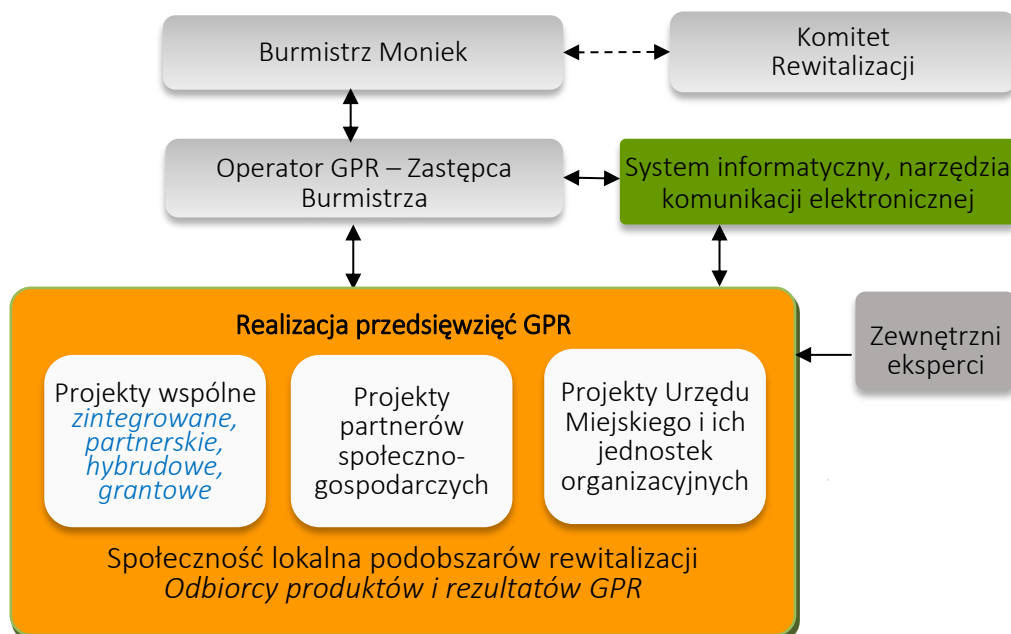 Burmistrz Moniek
Komitet
Rewitalizacji
Operator GPR – Zastępca
Burmistrza
System informatyczny, narzędzia
komunikacji elektronicznej
Realizacja przedsięwzięć GPR
Zewnętrzni
eksperci
Projekty wspólne
zintegrowane,
partnerskie,
hybrudowe,
grantowe
Projekty
partnerów
społeczno-
gospodarczych
Projekty Urzędu
Miejskiego i ich
jednostek
organizacyjnych
Społeczność lokalna podobszarów rewitalizacji
Odbiorcy produktów i rezultatów GPR